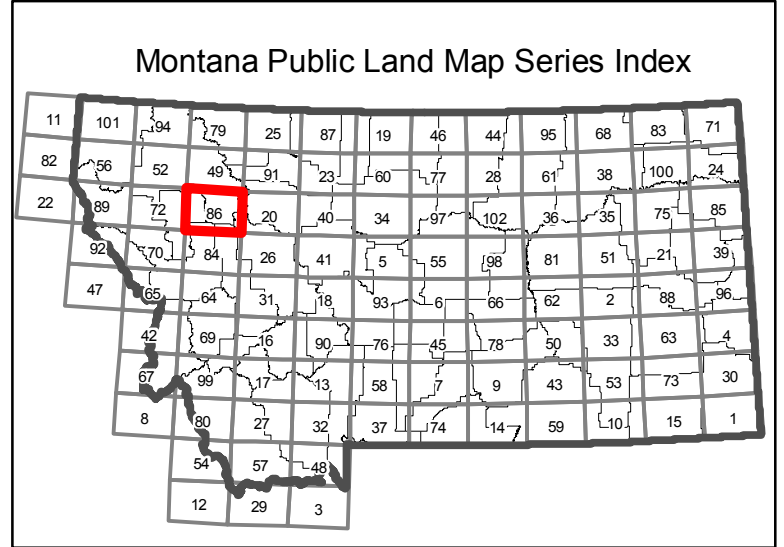 Montana Public Land Map Series Index
11 101 94 79 25 87 19 46 44 95 68 83 71
82 56 52 49 91 23 60 77 28 61 38 100 24
22 89 72 86 20 40 34 97 102 36 35 75 85
92 70 84 26 41 5 55 98 81 51 21 39
47 65 64 31 18 93 6 66 62 2 88 96
42 69 16 90 76 45 78 50 33 63 4
67 99 17 13 58 7 9 43 53 73 30
8 80 27 32 37 74 14 59 10 15 1
54 57 48
12 29 3